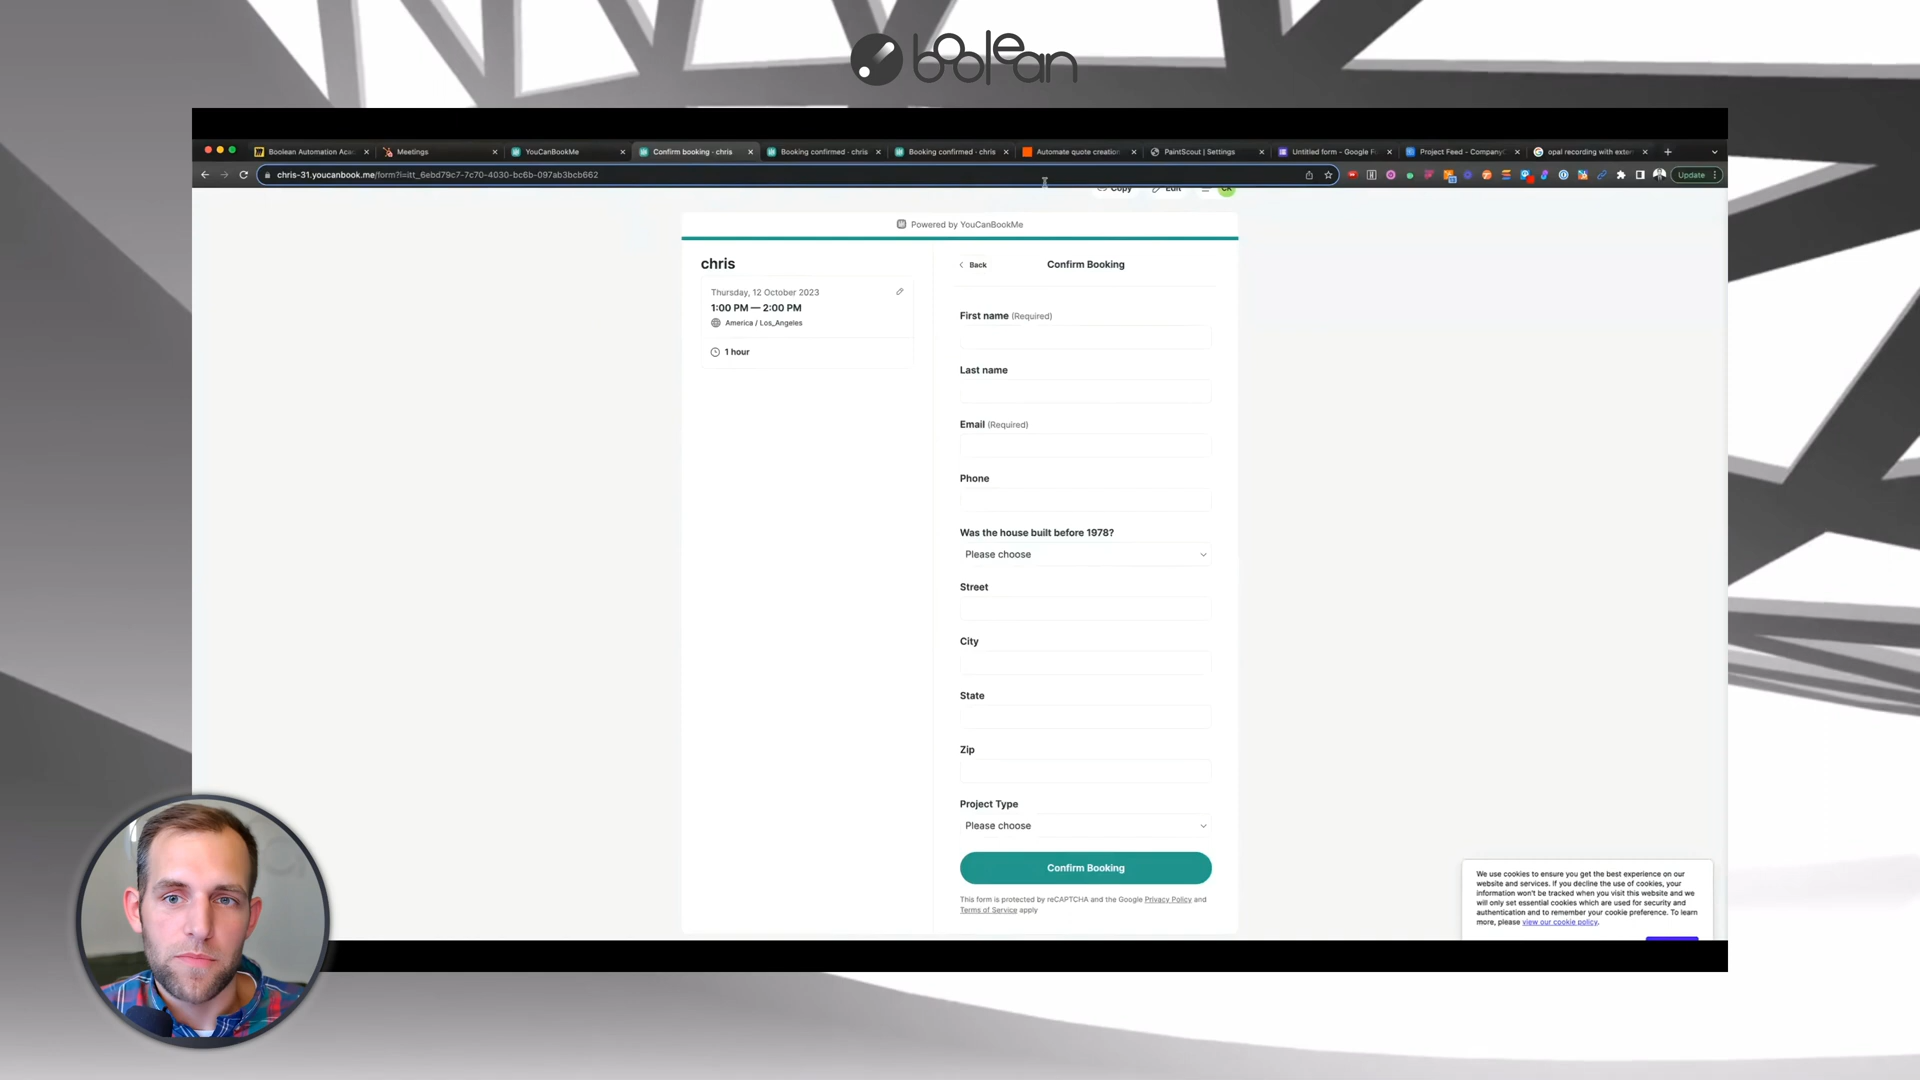 boolean
Boolean Automation Aca
Meetings
YouCanBookMe
Confirm booking - chris
Booking confirmed - chris
Booking confirmed - chris
Automate quote creation
PaintScout | Settings
Untitled form - Google F
Project Feed - CompanyC
opal recording with exter
chris-31.youcanbook.me/form?i=itt_6ebd79c7-7c70-4030-bc6b-097ab3bcb662
Update
Copy
Edit
CK
Powered by YouCanBookMe
chris
Thursday, 12 October 2023
1:00 PM — 2:00 PM
America / Los_Angeles
1 hour
Back
Confirm Booking
First name (Required)
Last name
Email (Required)
Phone
Was the house built before 1978?
Please choose
Street
City
State
Zip
Project Type
Please choose
Confirm Booking
This form is protected by reCAPTCHA and the Google Privacy Policy and
Terms of Service apply
We use cookies to ensure you get the best experience on our
website and services. If you decline the use of cookies, your
information won't be tracked when you visit this website and we
will only set essential cookies which are used for security and
authentication and to remember your cookie preference. To learn
more, please view our cookie policy.